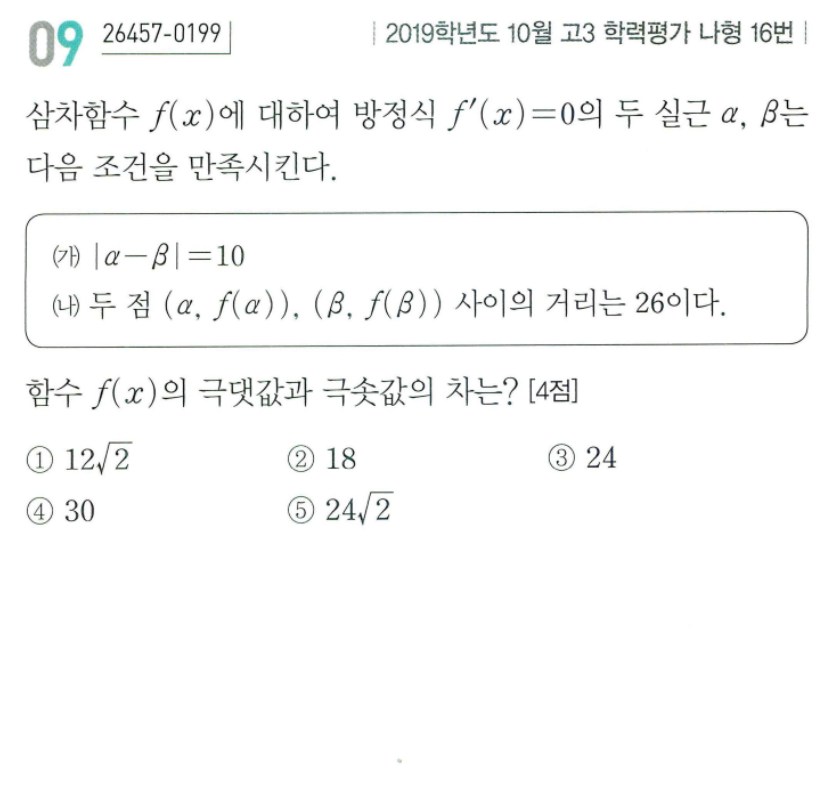 09 26457-0199 | 2019학년도 10월 고3 학력평가 나형 16번 |
삼차함수 f(x)에 대하여 방정식 f′(x)=0의 두 실근 α, β는
다음 조건을 만족시킨다.
㈎ |α-β|=10
㈏ 두 점 (α, f(α)), (β, f(β)) 사이의 거리는 26이다.
함수 f(x)의 극댓값과 극솟값의 차는? [4점]
① 12√2 ② 18 ③ 24
④ 30 ⑤ 24√2